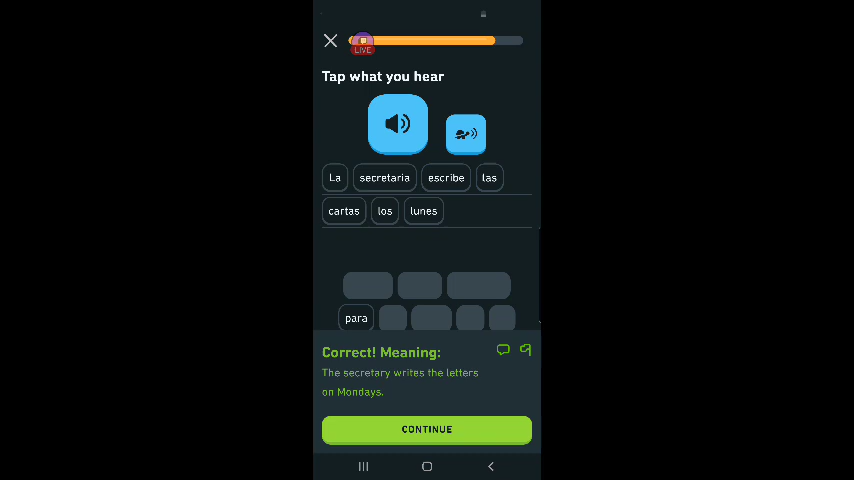 LIVE
Tap what you hear
La secretaria escribe las
cartas los lunes
para
Correct! Meaning:
The secretary writes the letters
on Mondays.
CONTINUE